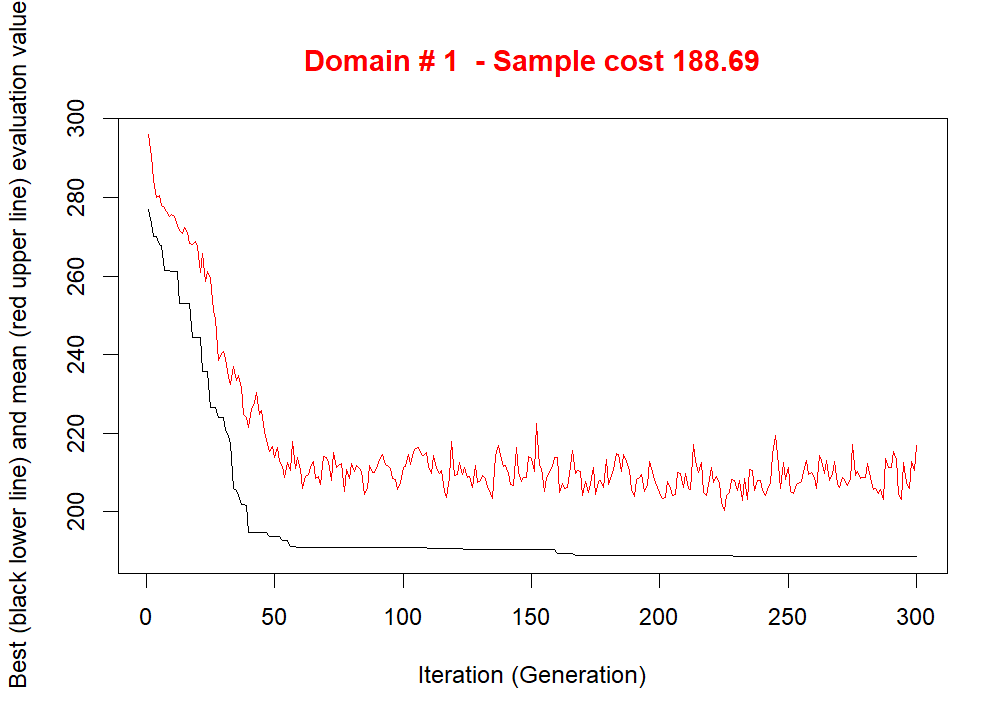 Domain # 1  - Sample cost 188.69
Best (black lower line) and mean (red upper line) evaluation value
300
280
260
240
220
200
0 50 100 150 200 250 300
Iteration (Generation)